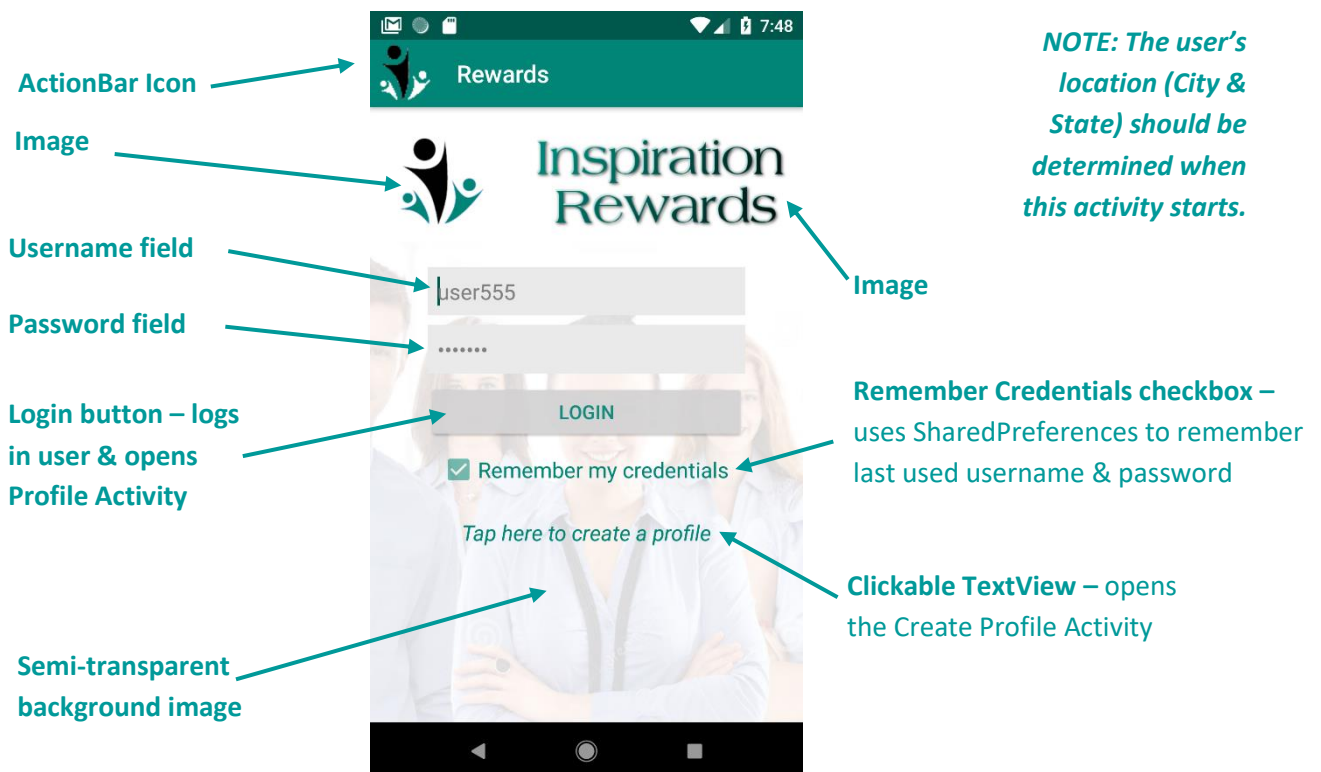 7:48
Rewards
Inspiration
Rewards
user555
•••••••
LOGIN
Remember my credentials
Tap here to create a profile
ActionBar Icon
Image
Username field
Password field
Login button – logs
in user & opens
Profile Activity
Semi-transparent
background image
NOTE: The user’s
location (City &
State) should be
determined when
this activity starts.
Image
Remember Credentials checkbox –
uses SharedPreferences to remember
last used username & password
Clickable TextView – opens
the Create Profile Activity